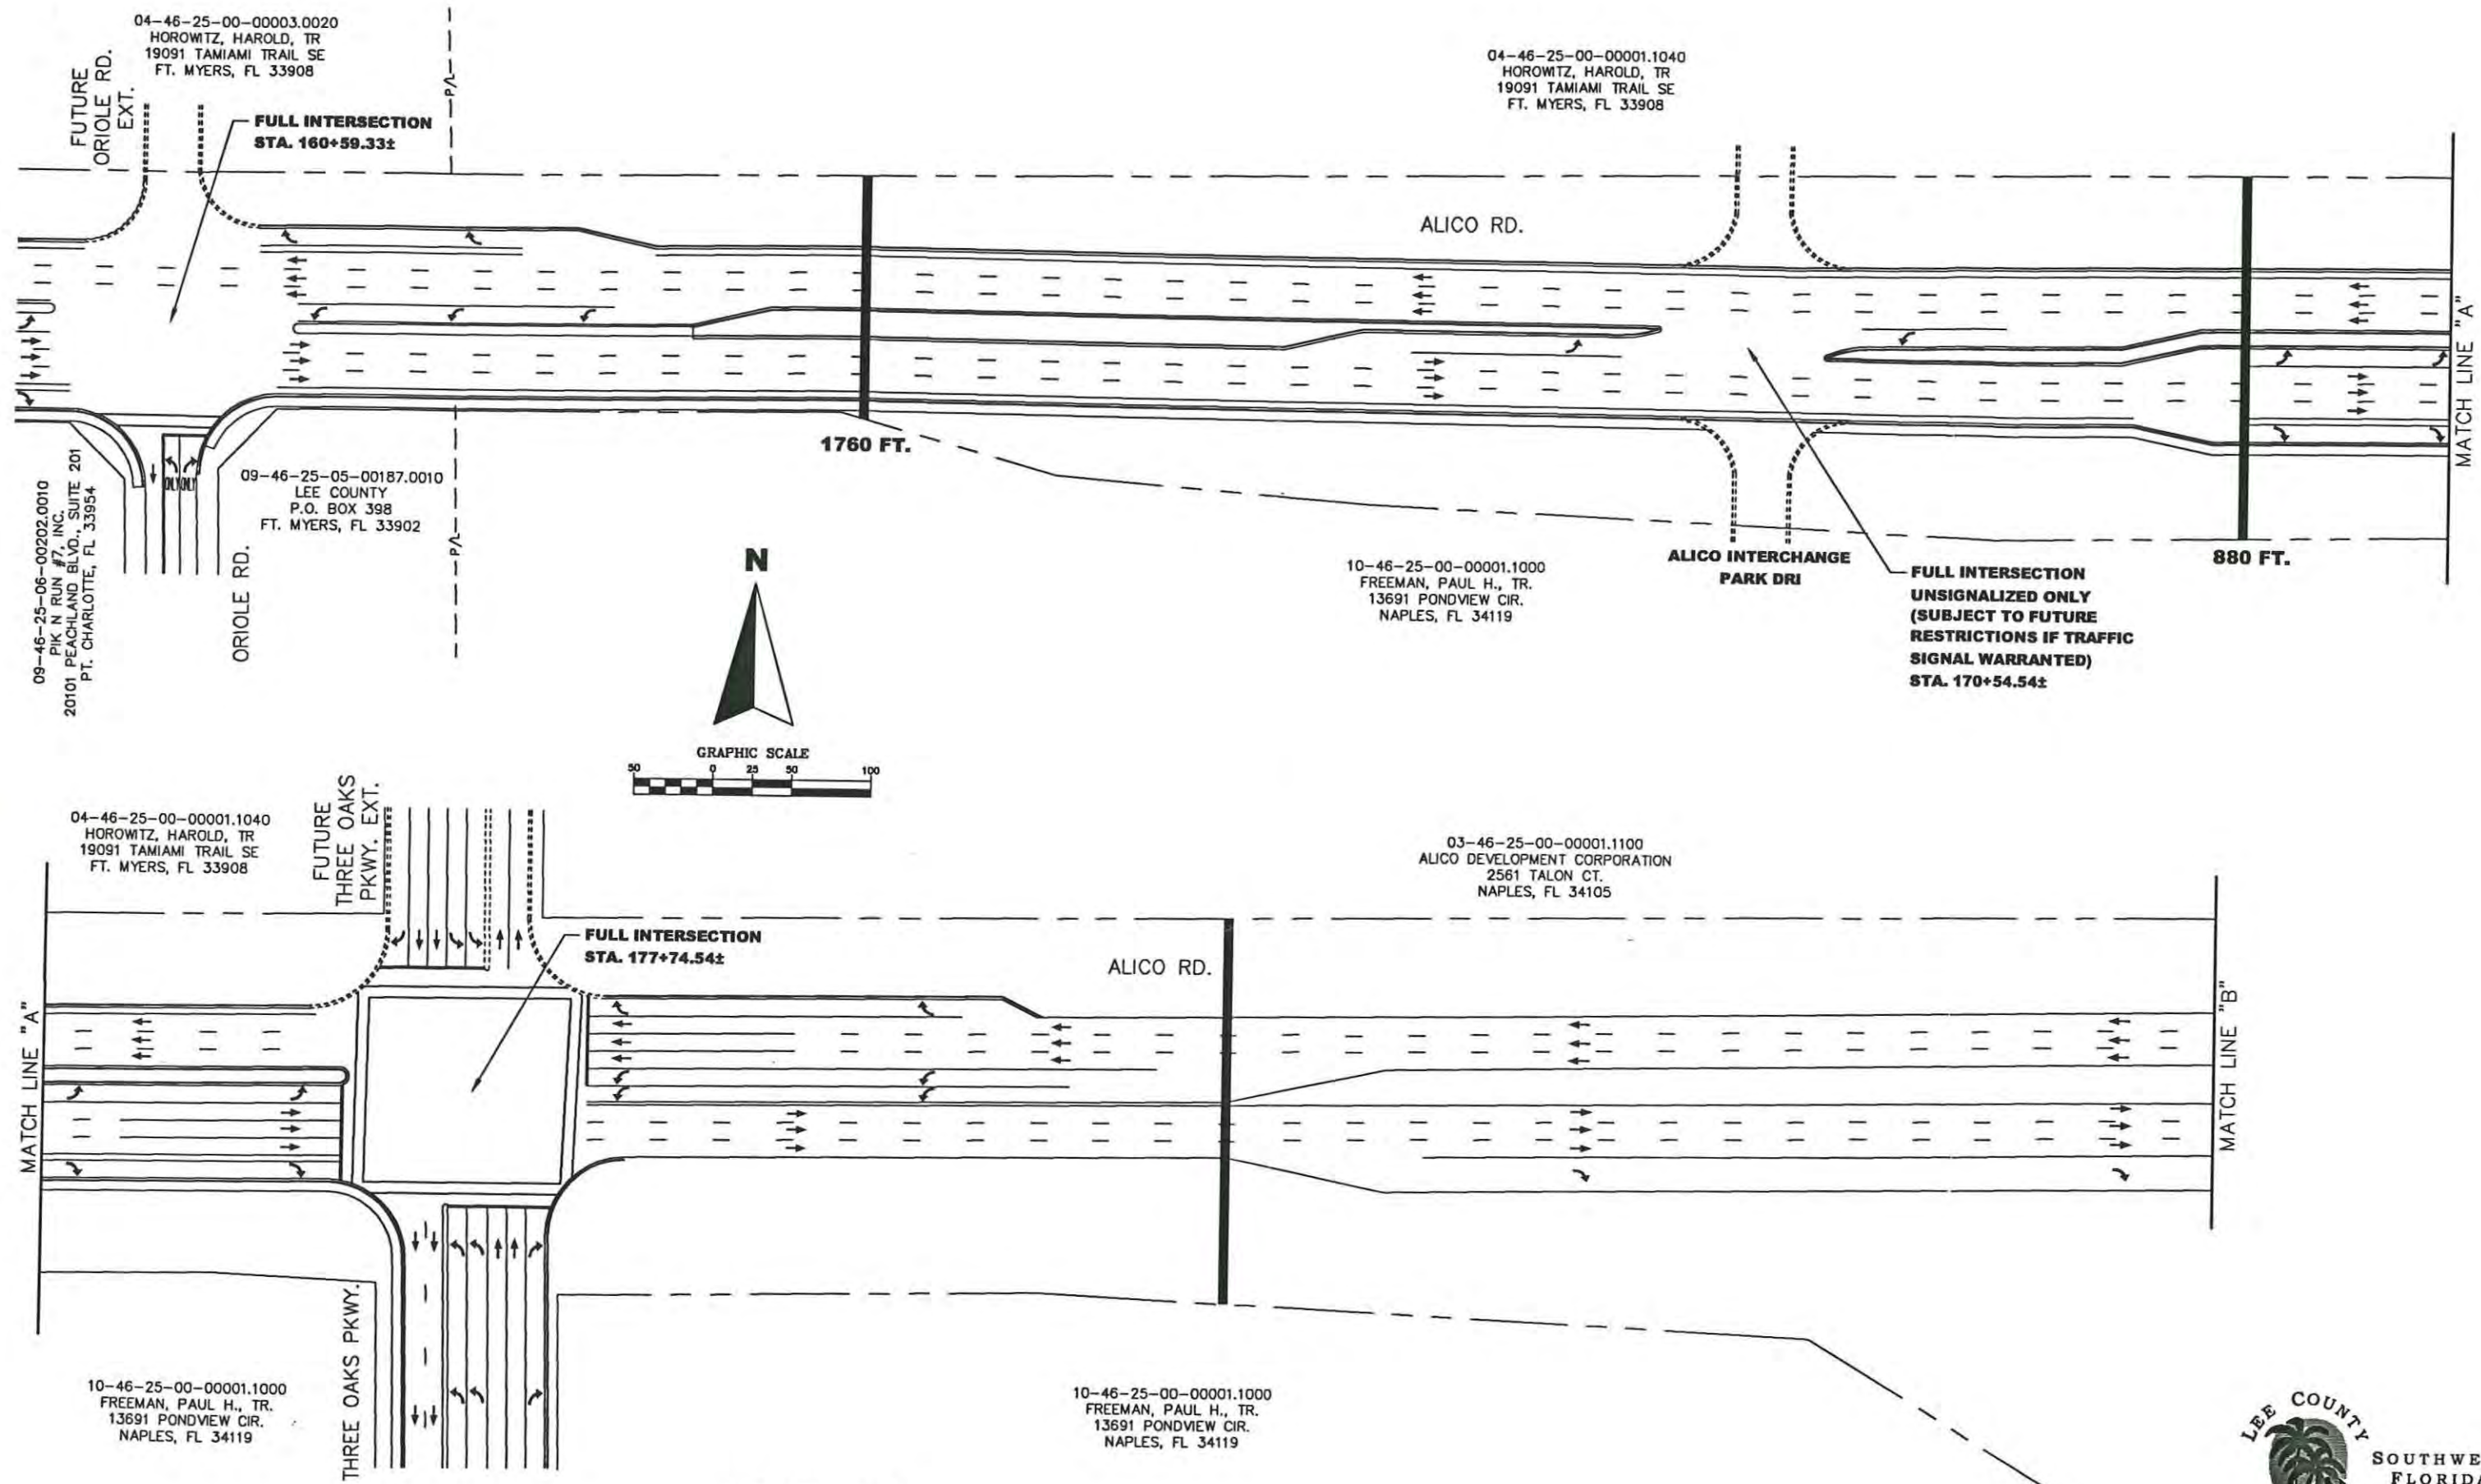 04-46-25-00-00003.0020
HOROWITZ, HAROLD, TR
19091 TAMIAMI TRAIL SE
FT. MYERS, FL 33908
FUTURE
ORIOLE RD.
EXT.
FULL INTERSECTION
STA. 160+59.33±
P/L
04-46-25-00-00001.1040
HOROWITZ, HAROLD, TR
19091 TAMIAMI TRAIL SE
FT. MYERS, FL 33908
ALICO RD.
MATCH LINE "A"
1760 FT.
880 FT.
09-46-25-06-00202.0010
PIK N RUN #7, INC.
20101 PEACHLAND BLVD., SUITE 201
PT. CHARLOTTE, FL 33954
ONLY
ONLY
09-46-25-05-00187.0010
LEE COUNTY
P.O. BOX 398
FT. MYERS, FL 33902
ORIOLE RD.
P/L
10-46-25-00-00001.1000
FREEMAN, PAUL H., TR.
13691 PONDVIEW CIR.
NAPLES, FL 34119
ALICO INTERCHANGE
PARK DRI
FULL INTERSECTION
UNSIGNALIZED ONLY
(SUBJECT TO FUTURE
RESTRICTIONS IF TRAFFIC
SIGNAL WARRANTED)
STA. 170+54.54±
N
GRAPHIC SCALE
50 0 25 50 100
04-46-25-00-00001.1040
HOROWITZ, HAROLD, TR
19091 TAMIAMI TRAIL SE
FT. MYERS, FL 33908
FUTURE
THREE OAKS
PKWY. EXT.
FULL INTERSECTION
STA. 177+74.54±
03-46-25-00-00001.1100
ALICO DEVELOPMENT CORPORATION
2561 TALON CT.
NAPLES, FL 34105
ALICO RD.
MATCH LINE "A"
MATCH LINE "B"
THREE OAKS PKWY.
10-46-25-00-00001.1000
FREEMAN, PAUL H., TR.
13691 PONDVIEW CIR.
NAPLES, FL 34119
10-46-25-00-00001.1000
FREEMAN, PAUL H., TR.
13691 PONDVIEW CIR.
NAPLES, FL 34119
LEE COUNTY
SOUTHWE
FLORIDA